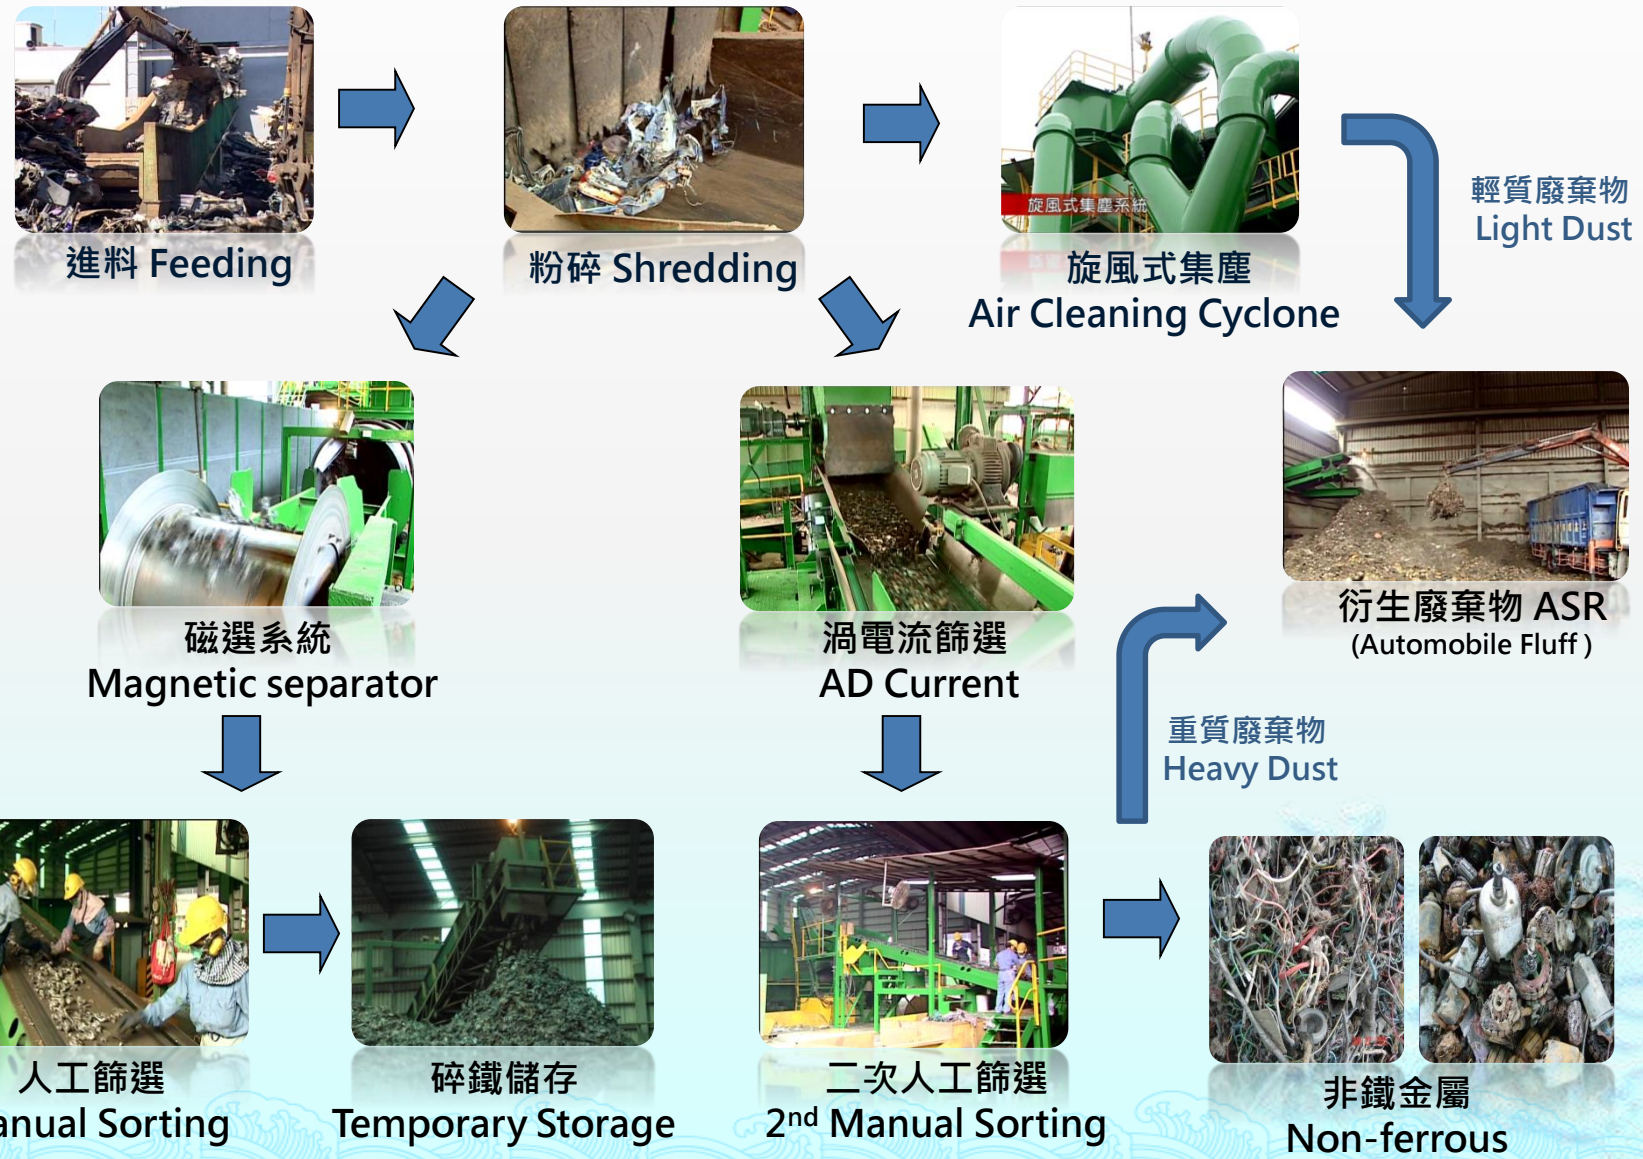 進料 Feeding
粉碎 Shredding
旋風式集塵系統
旋風式集塵
Air Cleaning Cyclone
輕質廢棄物
Light Dust
磁選系統
Magnetic separator
渦電流篩選
AD Current
衍生廢棄物 ASR
(Automobile Fluff )
重質廢棄物
Heavy Dust
人工篩選
anual Sorting
碎鐵儲存
Temporary Storage
二次人工篩選
2nd Manual Sorting
非鐵金屬
Non-ferrous